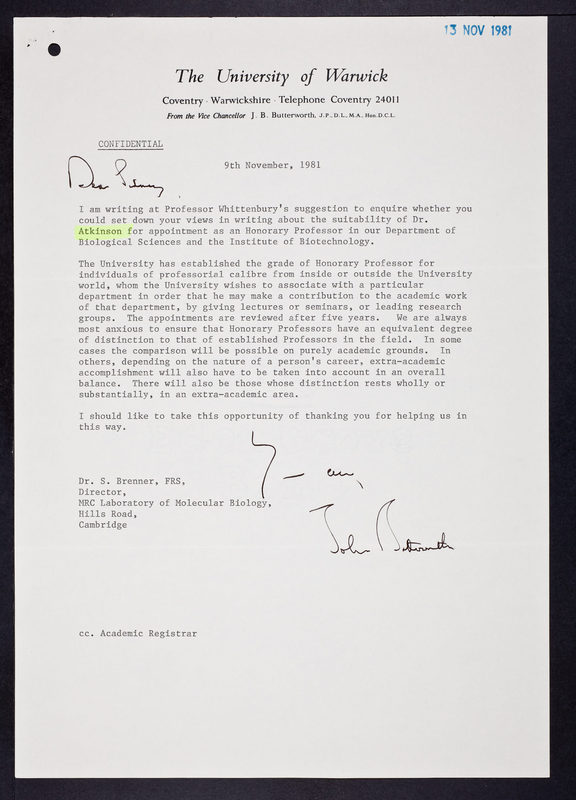 13 NOV 1981
The University of Warwick
Coventry · Warwickshire · Telephone Coventry 24011
From the Vice Chancellor J. B. Butterworth, J.P., D.L., M.A., Hon.D.C.L.
CONFIDENTIAL
9th November, 1981
Dear Sidney,
I am writing at Professor Whittenbury's suggestion to enquire whether you
could set down your views in writing about the suitability of Dr.
Atkinson for appointment as an Honorary Professor in our Department of
Biological Sciences and the Institute of Biotechnology.
The University has established the grade of Honorary Professor for
individuals of professorial calibre from inside or outside the University
world, whom the University wishes to associate with a particular
department in order that he may make a contribution to the academic work
of that department, by giving lectures or seminars, or leading research
groups. The appointments are reviewed after five years. We are always
most anxious to ensure that Honorary Professors have an equivalent degree
of distinction to that of established Professors in the field. In some
cases the comparison will be possible on purely academic grounds. In
others, depending on the nature of a person's career, extra-academic
accomplishment will also have to be taken into account in an overall
balance. There will also be those whose distinction rests wholly or
substantially, in an extra-academic area.
I should like to take this opportunity of thanking you for helping us in
this way.
Dr. S. Brenner, FRS,
Director,
MRC Laboratory of Molecular Biology,
Hills Road,
Cambridge
John Butterworth
cc. Academic Registrar